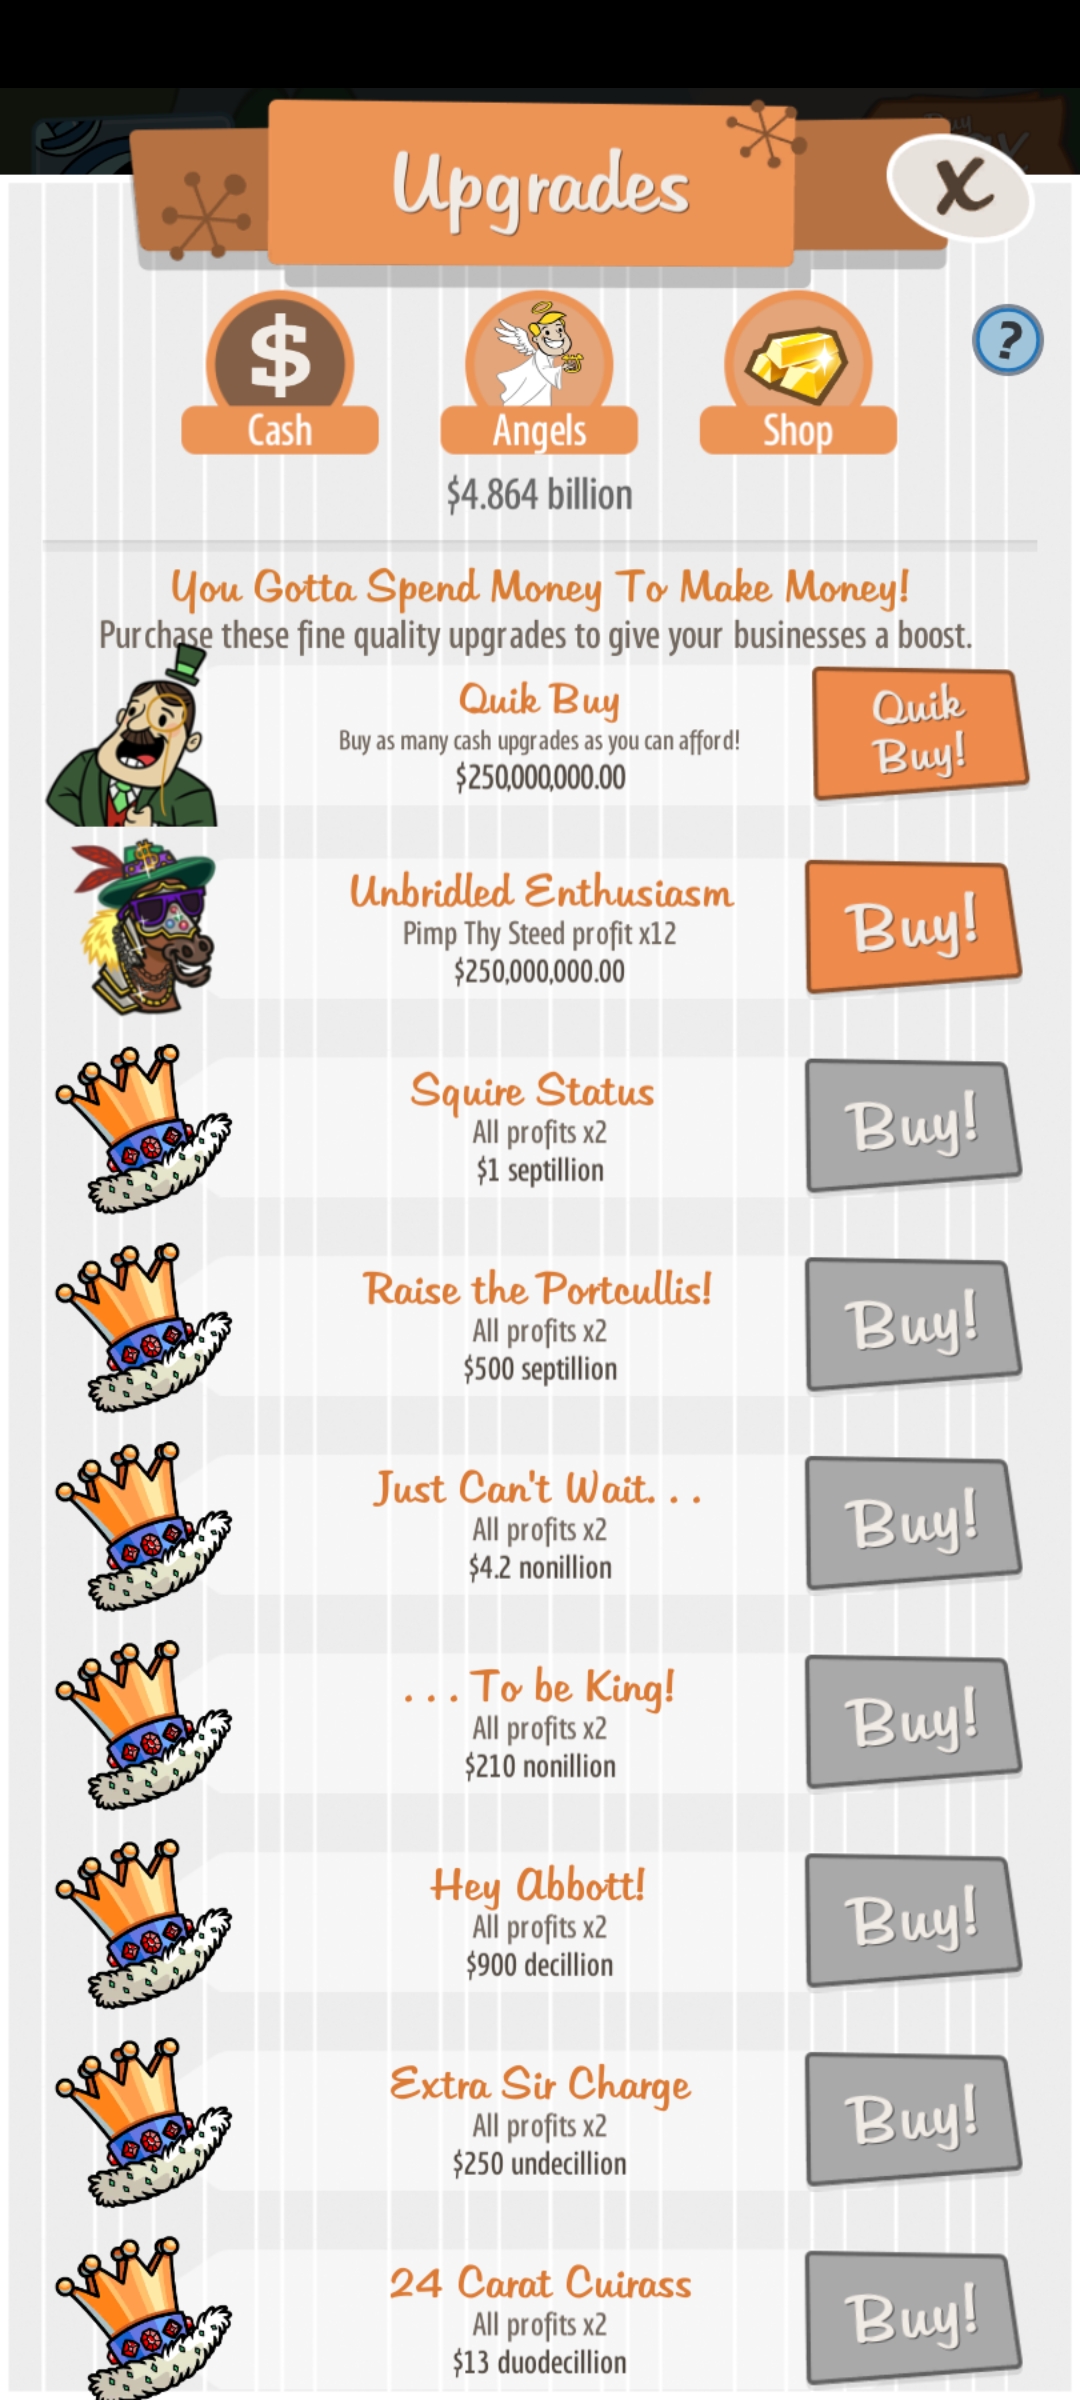 Upgrades
X
?
$
Cash
Angels
Shop
$4.864 billion
You Gotta Spend Money To Make Money!
Purchase these fine quality upgrades to give your businesses a boost.
Quik Buy
Buy as many cash upgrades as you can afford!
$250,000,000.00
Quik
Buy!
Unbridled Enthusiasm
Pimp Thy Steed profit x12
$250,000,000.00
Buy!
Squire Status
All profits x2
$1 septillion
Buy!
Raise the Portcullis!
All profits x2
$500 septillion
Buy!
Just Can't Wait. . .
All profits x2
$4.2 nonillion
Buy!
. . . To be King!
All profits x2
$210 nonillion
Buy!
Hey Abbott!
All profits x2
$900 decillion
Buy!
Extra Sir Charge
All profits x2
$250 undecillion
Buy!
24 Carat Cuirass
All profits x2
$13 duodecillion
Buy!